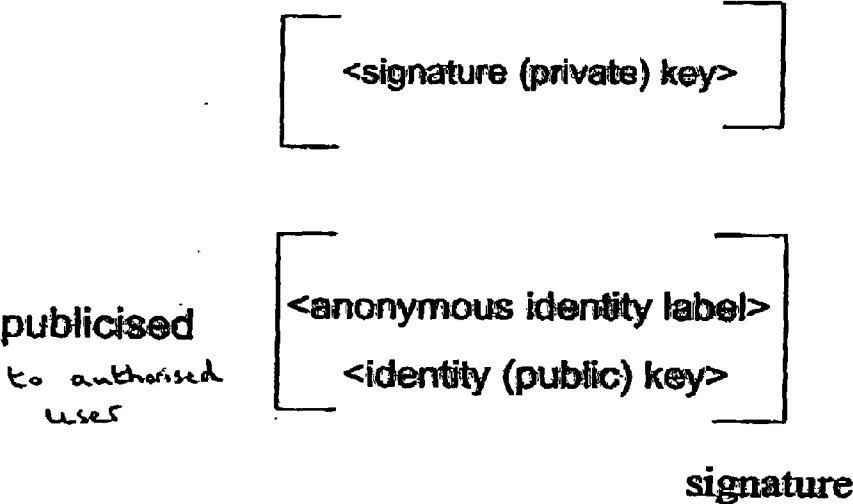 <signature (private) key>
<anonymous identity label>
publicised
<identity (public) key>
to authorised
user
signature